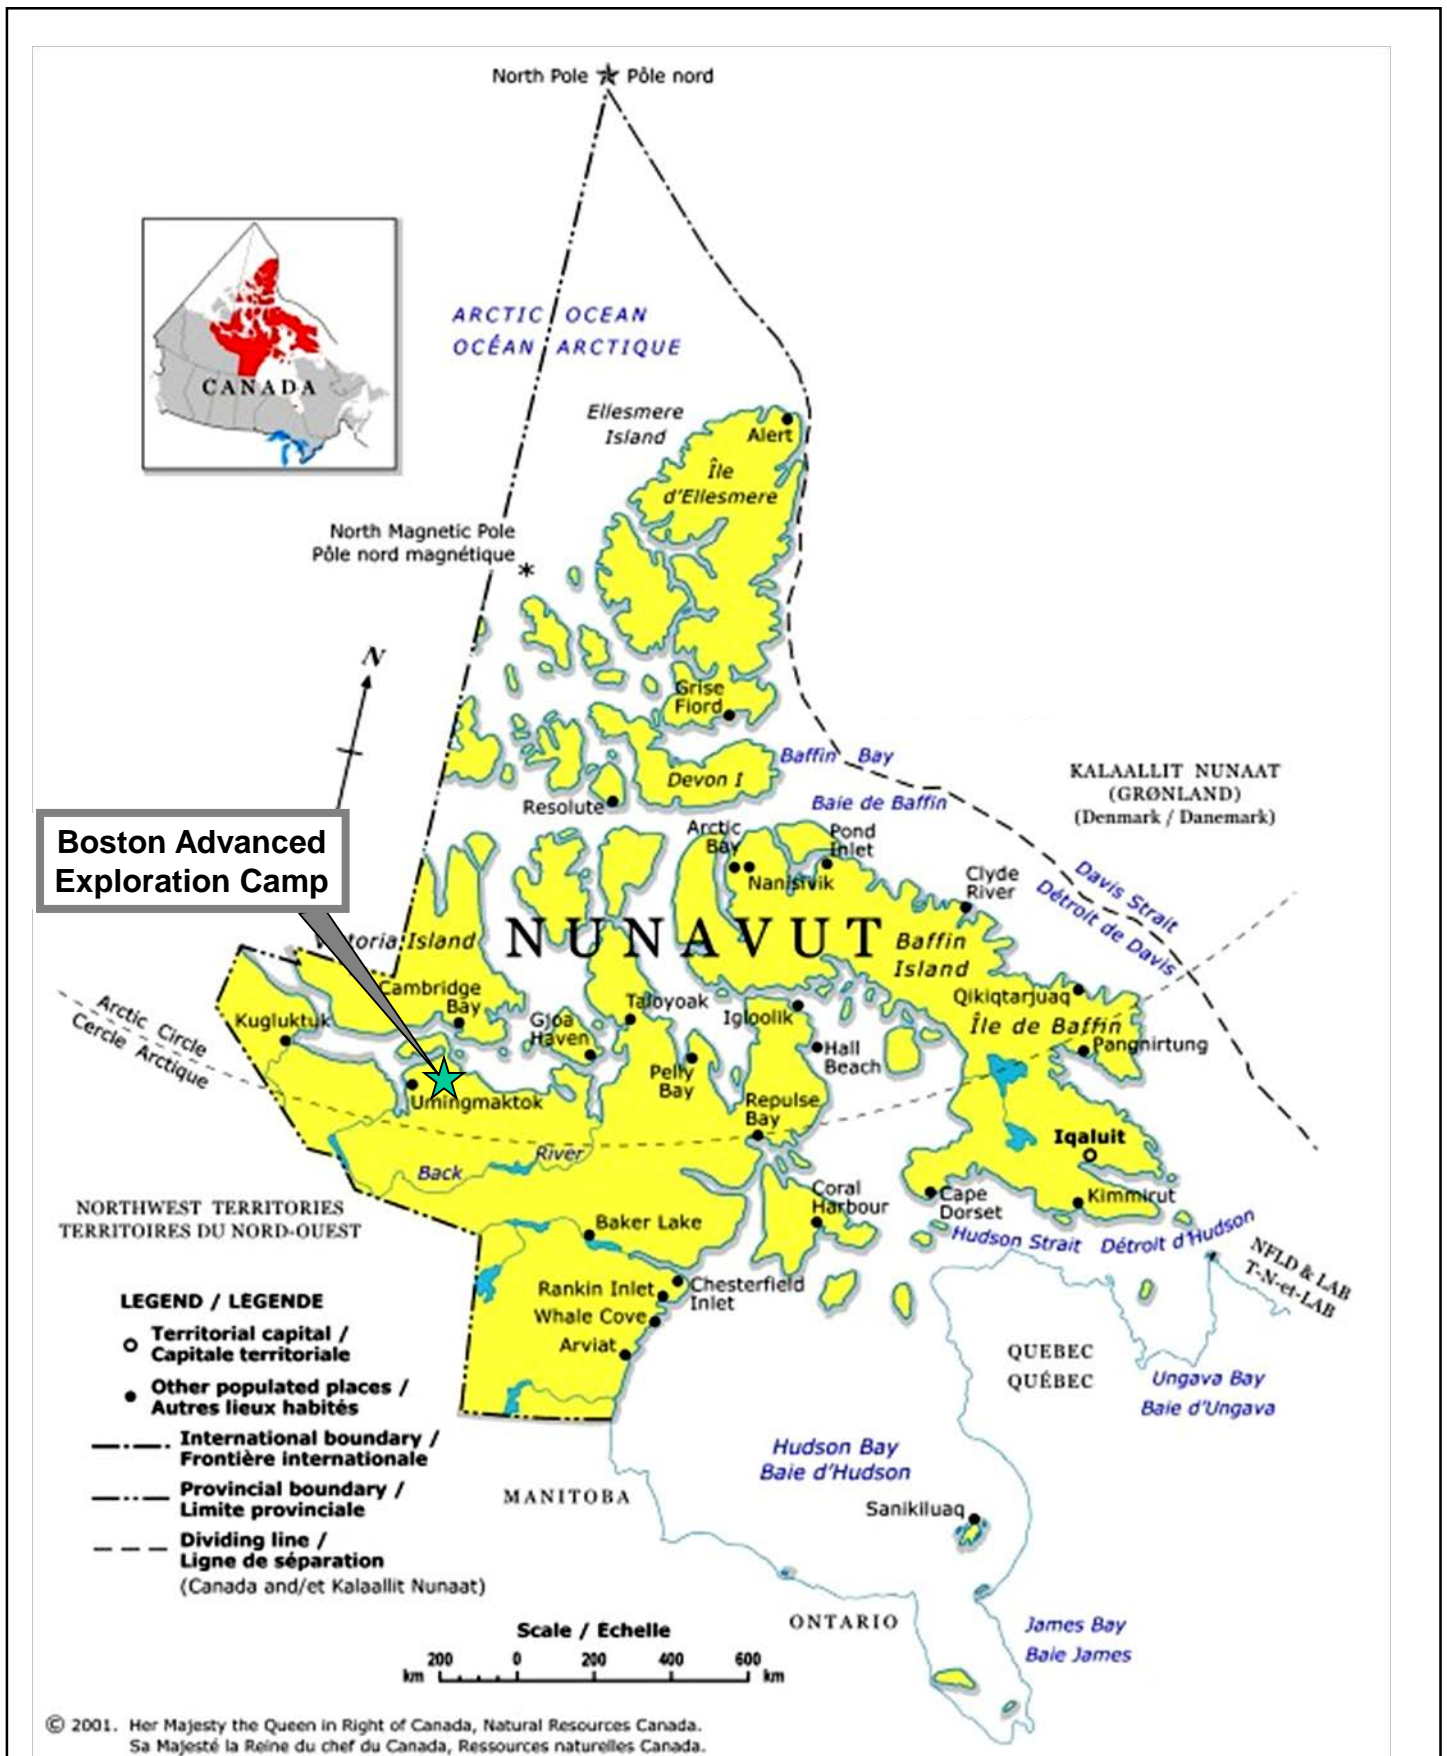 North Pole Pôle nord
CANADA
ARCTIC OCEAN
OCÉAN ARCTIQUE
Ellesmere
Island
Alert
Île
d'Ellesmere
North Magnetic Pole
Pôle nord magnétique
*
N
Grise
Fiord
Baffin Bay
Devon I
Resolute
Baie de Baffin
KALAALLIT NUNAAT
(GRØNLAND)
(Denmark / Danemark)
Boston Advanced
Exploration Camp
Arctic
Bay
Pond
Inlet
Nanisivik
Clyde
River
Davis Strait
Détroit de Davis
NUNAVUT
Island
Baffin
Island
Cambridge
Bay
Taloyoak
Igloolik
Qikiqtarjuaq
Île de Baffin
Arctic Circle
Cercle Arctique
Kugluktuk
Gjoa
Haven
Hall
Beach
Pangnirtung
Pelly
Bay
Umingmaktok
Repulse
Bay
Iqaluit
Back River
NORTHWEST TERRITORIES
TERRITOIRES DU NORD-OUEST
Coral
Harbour
Cape
Dorset
Kimmirut
Baker Lake
Hudson Strait Détroit d'Hudson
NFLD & LAB
T-N-et-LAB
Rankin Inlet
Chesterfield
Inlet
Whale Cove
Arviat
QUEBEC
QUÉBEC
Ungava Bay
Baie d'Ungava
LEGEND / LÉGENDE
Territorial capital /
Capitale territoriale
Other populated places /
Autres lieux habités
International boundary /
Frontière internationale
Provincial boundary /
Limite provinciale
Dividing line /
Ligne de séparation
(Canada and/et Kalaallit Nunaat)
Hudson Bay
Baie d'Hudson
MANITOBA
Sanikiluaq
ONTARIO
James Bay
Baie James
Scale / Échelle
200 0 200 400 600
km km
© 2001. Her Majesty the Queen in Right of Canada, Natural Resources Canada.
Sa Majesté la Reine du chef du Canada, Ressources naturelles Canada.